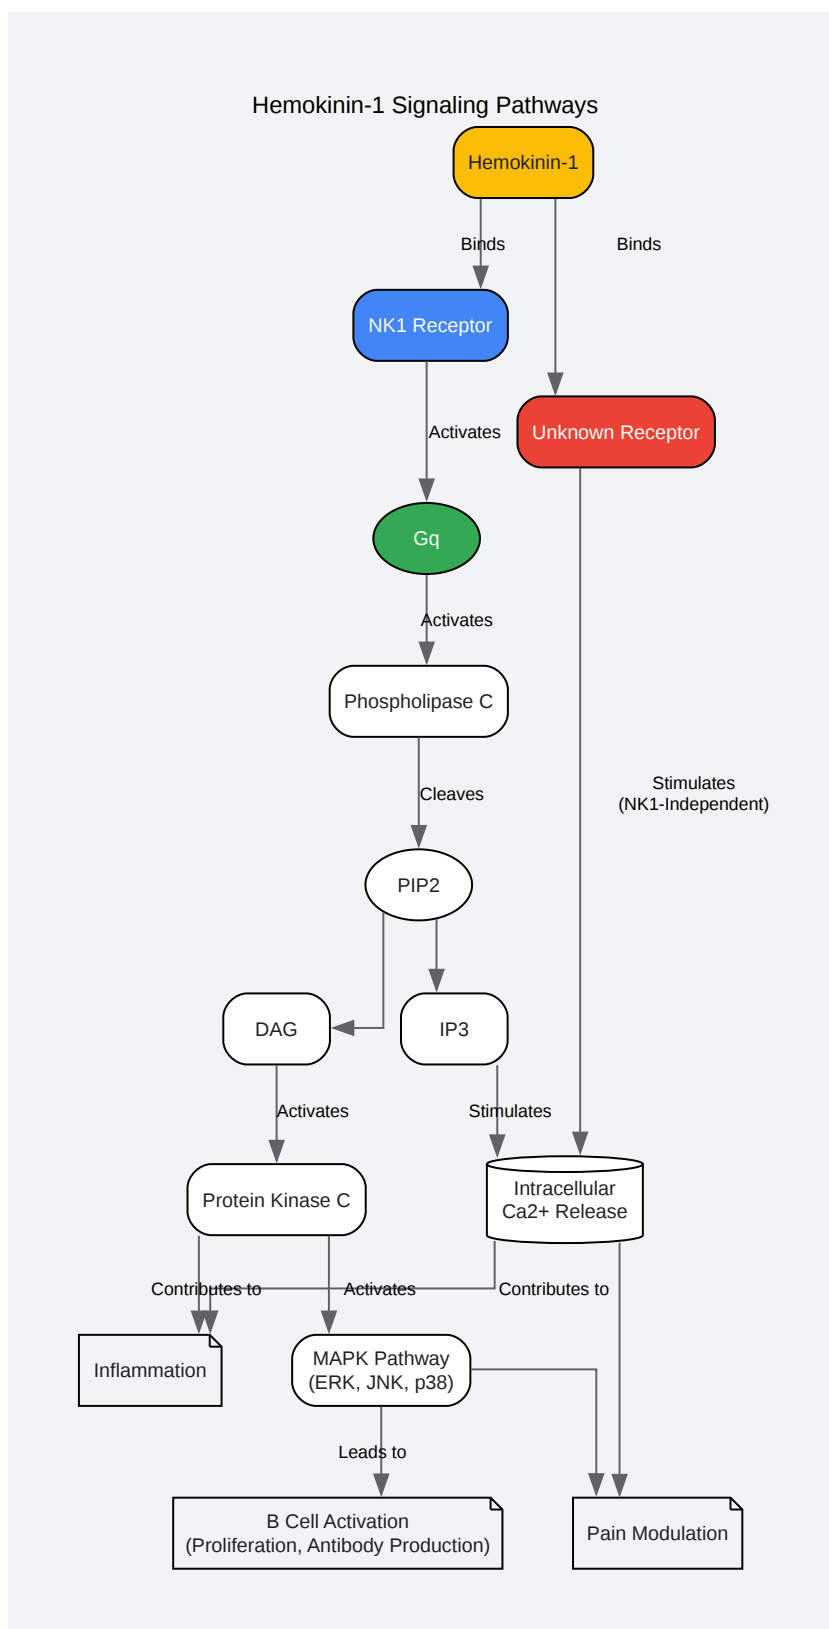 Hemokinin-1 Signaling Pathways
Hemokinin-1
Binds
Binds
NK1 Receptor
Activates
Unknown Receptor
Gq
Activates
Phospholipase C
Stimulates
(NK1-Independent)
Cleaves
PIP2
DAG
IP3
Activates
Stimulates
Protein Kinase C
Intracellular
Ca2+ Release
Contributes to
Activates
Contributes to
Inflammation
MAPK Pathway
(ERK, JNK, p38)
Leads to
B Cell Activation
(Proliferation, Antibody Production)
Pain Modulation